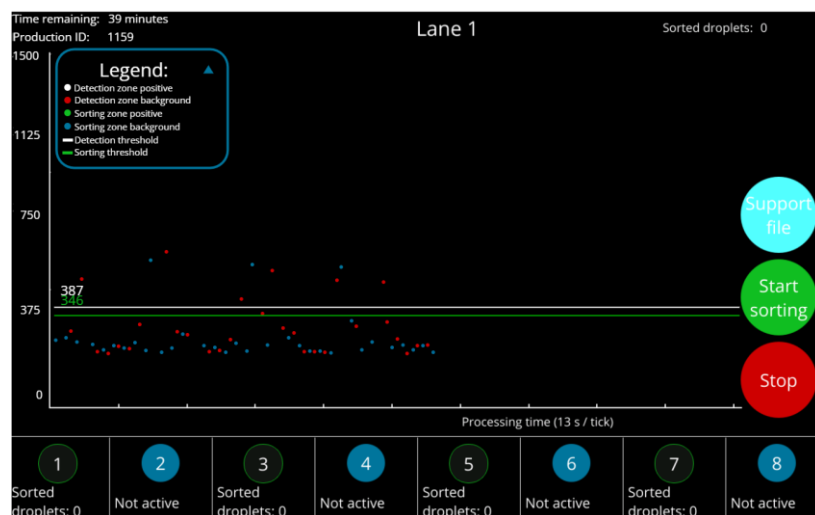 Time remaining: 39 minutes
Production ID: 1159
Lane 1
Sorted droplets: 0
1500
1125
750
387
346
375
0
Legend:
Detection zone positive
Detection zone background
Sorting zone positive
Sorting zone background
Detection threshold
Sorting threshold
Support
file
Start
sorting
Stop
Processing time (13 s / tick)
1
Sorted
droplets: 0
2
Not active
3
Sorted
droplets: 0
4
Not active
5
Sorted
droplets: 0
6
Not active
7
Sorted
droplets: 0
8
Not active